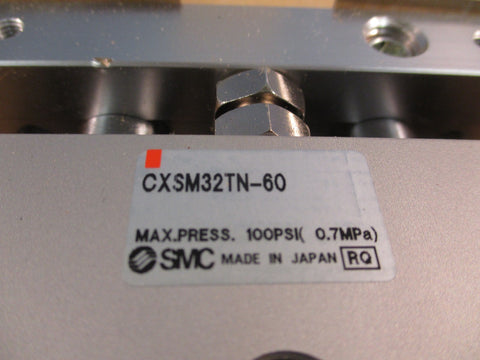 CXSM32TN-60
MAX.PRESS. 100PSI( 0.7MPa)
SMC MADE IN JAPAN RQ